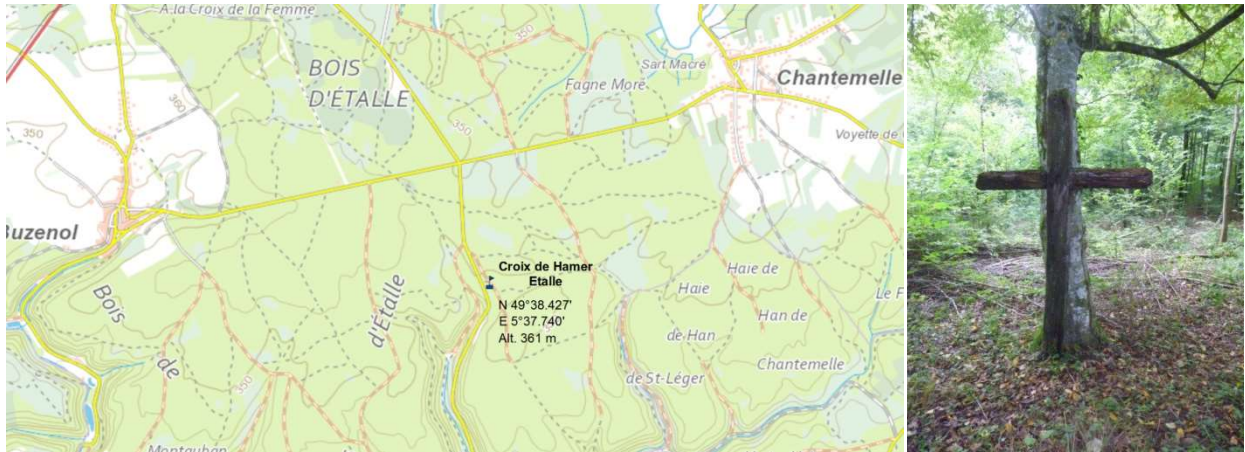 A la Croix de la Femme
350
BOIS
D'ÉTALLE
Sart Macré
Chantemelle
Fagne Moré
360
350
350
Voyette de
Buzenol
Croix de Hamer
Etalle
N 49°38.427'
E 5°37.740'
Alt. 361 m
Haie de
Haie
Le F
Bois
de
d'Étalle
Han de
de Han
Chantemelle
de St-Léger
350
Montauban